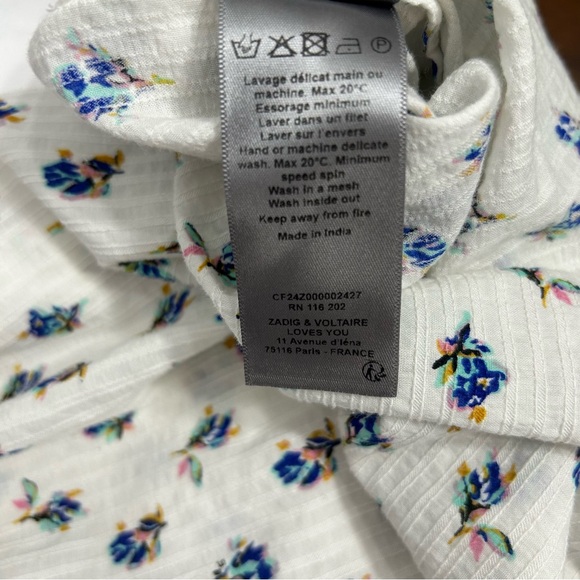 Lavage délicat main ou
machine. Max 20°C
Essorage minimum
Laver dans un filet
Laver sur l'envers
Hand or machine delicate
wash. Max 20°C. Minimum
speed spin
Wash in a mesh
Wash inside out
Keep away from fire
Made in India
CF24Z000002427
RN 116 202
ZADIG & VOLTAIRE
LOVES YOU
11 Avenue d'Iéna
75116 Paris - FRANCE